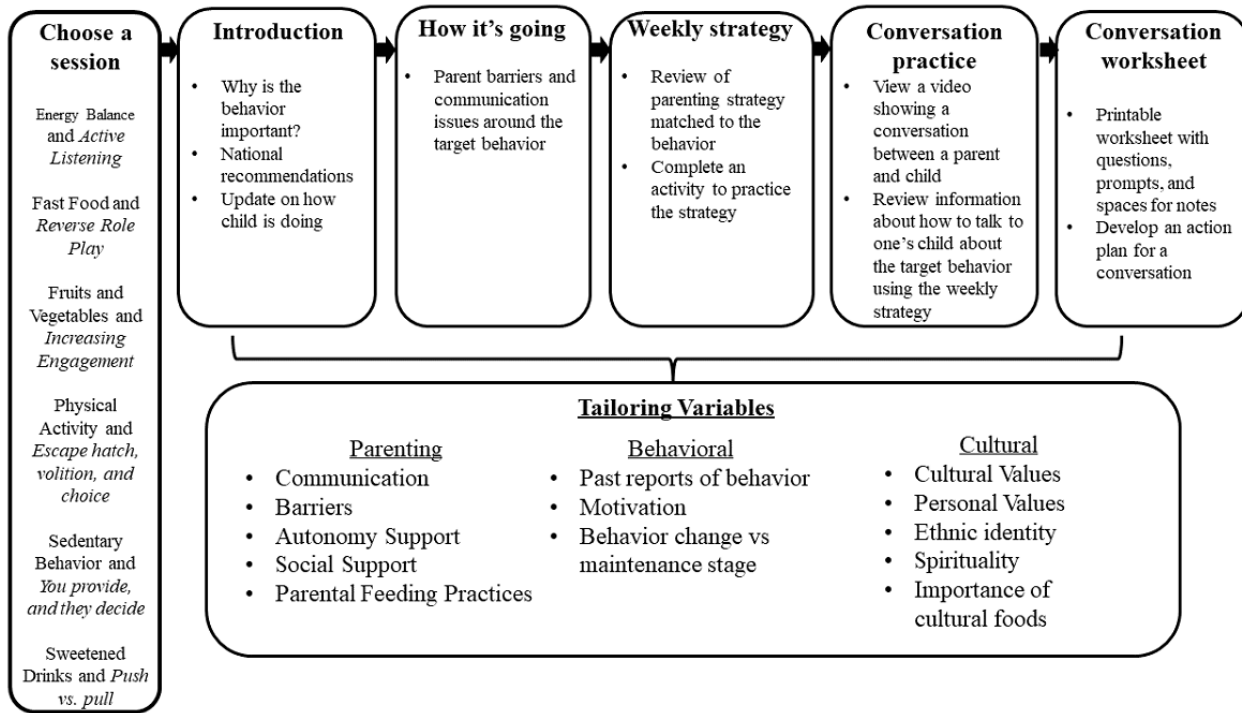 Choose a
session
Energy Balance
and Active
Listening
Fast Food and
Reverse Role
Play
Fruits and
Vegetables and
Increasing
Engagement
Physical
Activity and
Escape hatch,
volition, and
choice
Sedentary
Behavior and
You provide,
and they decide
Sweetened
Drinks and Push
vs. pull
Introduction
• Why is the
behavior
important?
• National
recommendations
• Update on how
child is doing
How it's going
• Parent barriers and
communication
issues around the
target behavior
Weekly strategy
• Review of
parenting strategy
matched to the
behavior
• Complete an
activity to practice
the strategy
Conversation
practice
• View a video
showing a
conversation
between a parent
and child
• Review information
about how to talk to
one's child about
the target behavior
using the weekly
strategy
Conversation
worksheet
• Printable
worksheet with
questions,
prompts, and
spaces for notes
• Develop an action
plan for a
conversation
Tailoring Variables
Parenting
• Communication
• Barriers
• Autonomy Support
• Social Support
• Parental Feeding Practices
Behavioral
• Past reports of behavior
• Motivation
• Behavior change vs
maintenance stage
Cultural
• Cultural Values
• Personal Values
• Ethnic identity
• Spirituality
• Importance of
cultural foods